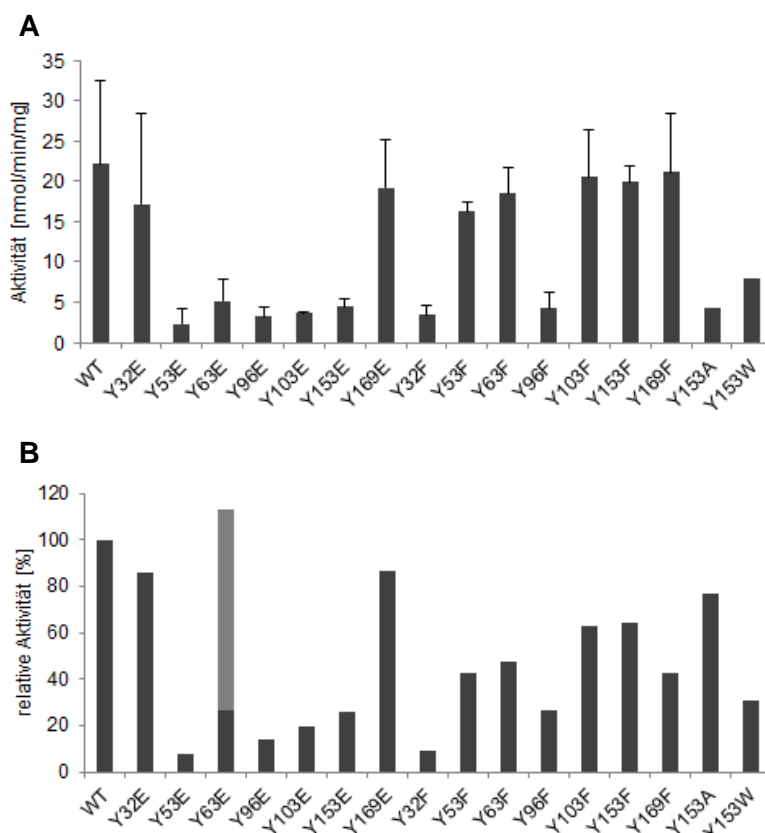 A
Aktivität [nmol/min/mg]
35
30
25
20
15
10
5
0
WT Y32E Y53E Y63E Y96E Y103E Y153E Y169E Y32F Y53F Y63F Y96F Y103F Y153F Y169F Y153A Y153W
B
relative Aktivität [%]
120
100
80
60
40
20
0
WT Y32E Y53E Y63E Y96E Y103E Y153E Y169E Y32F Y53F Y63F Y96F Y103F Y153F Y169F Y153A Y153W